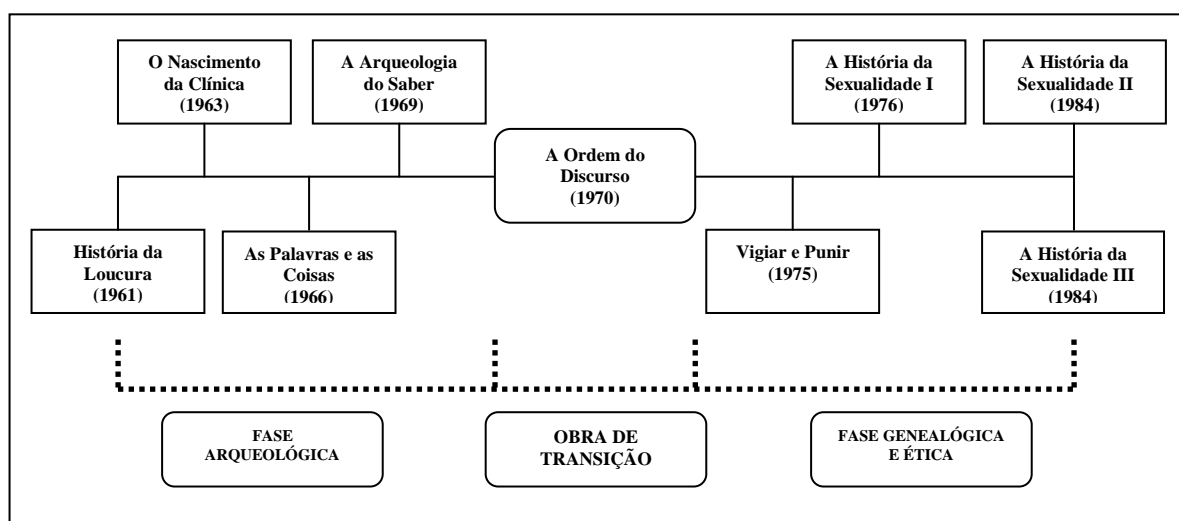 O Nascimento
da Clínica
(1963)
A Arqueologia
do Saber
(1969)
A História da
Sexualidade I
(1976)
A História da
Sexualidade II
(1984)
A Ordem do
Discurso
(1970)
História da
Loucura
(1961)
As Palavras e as
Coisas
(1966)
Vigiar e Punir
(1975)
A História da
Sexualidade III
(1984)
FASE
ARQUEOLÓGICA
OBRA DE
TRANSIÇÃO
FASE GENEALÓGICA
E ÉTICA